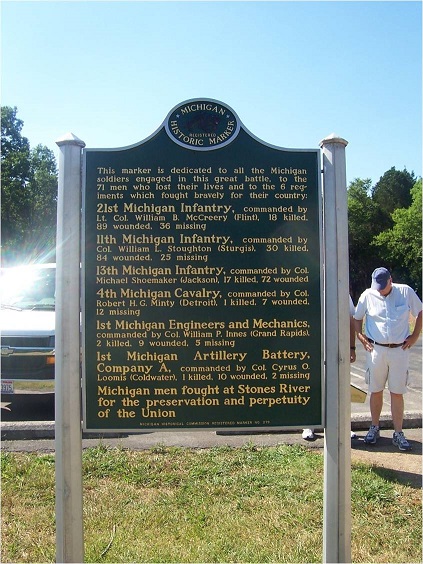 MICHIGAN
REGISTERED
HISTORIC MARKER
This marker is dedicated to all the Michigan
soldiers engaged in this great battle, to the
71 men who lost their lives and to the 6 reg-
iments which fought bravely for their country:
21st Michigan Infantry, commanded by
Lt. Col. William B. McCreery (Flint), 18 killed,
89 wounded, 36 missing
11th Michigan Infantry, commanded by
Col. William L. Stoughton (Sturgis), 30 killed,
84 wounded, 25 missing
13th Michigan Infantry, commanded by Col.
Michael Shoemaker (Jackson), 17 killed, 72 wounded
4th Michigan Cavalry, commanded by Col.
Robert H. G. Minty (Detroit), 1 killed, 7 wounded,
12 missing
1st Michigan Engineers and Mechanics,
commanded by Col. William P. Innes (Grand Rapids),
2 killed, 9 wounded, 5 missing
1st Michigan Artillery Battery,
Company A, commanded by Col. Cyrus O.
Loomis (Coldwater), 1 killed, 10 wounded, 2 missing
Michigan men fought at Stones River
for the preservation and perpetuity
of the Union
MICHIGAN HISTORICAL COMMISSION REGISTERED MARKER NO.